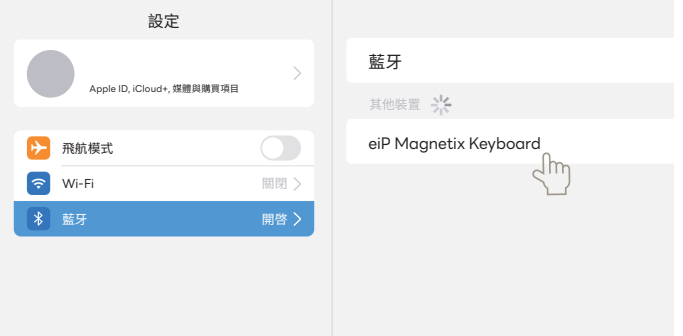 設定
Apple ID, iCloud+, 媒體與購買項目
飛航模式
Wi-Fi 關閉
藍牙 開啓
藍牙
其他裝置
eiP Magnetix Keyboard